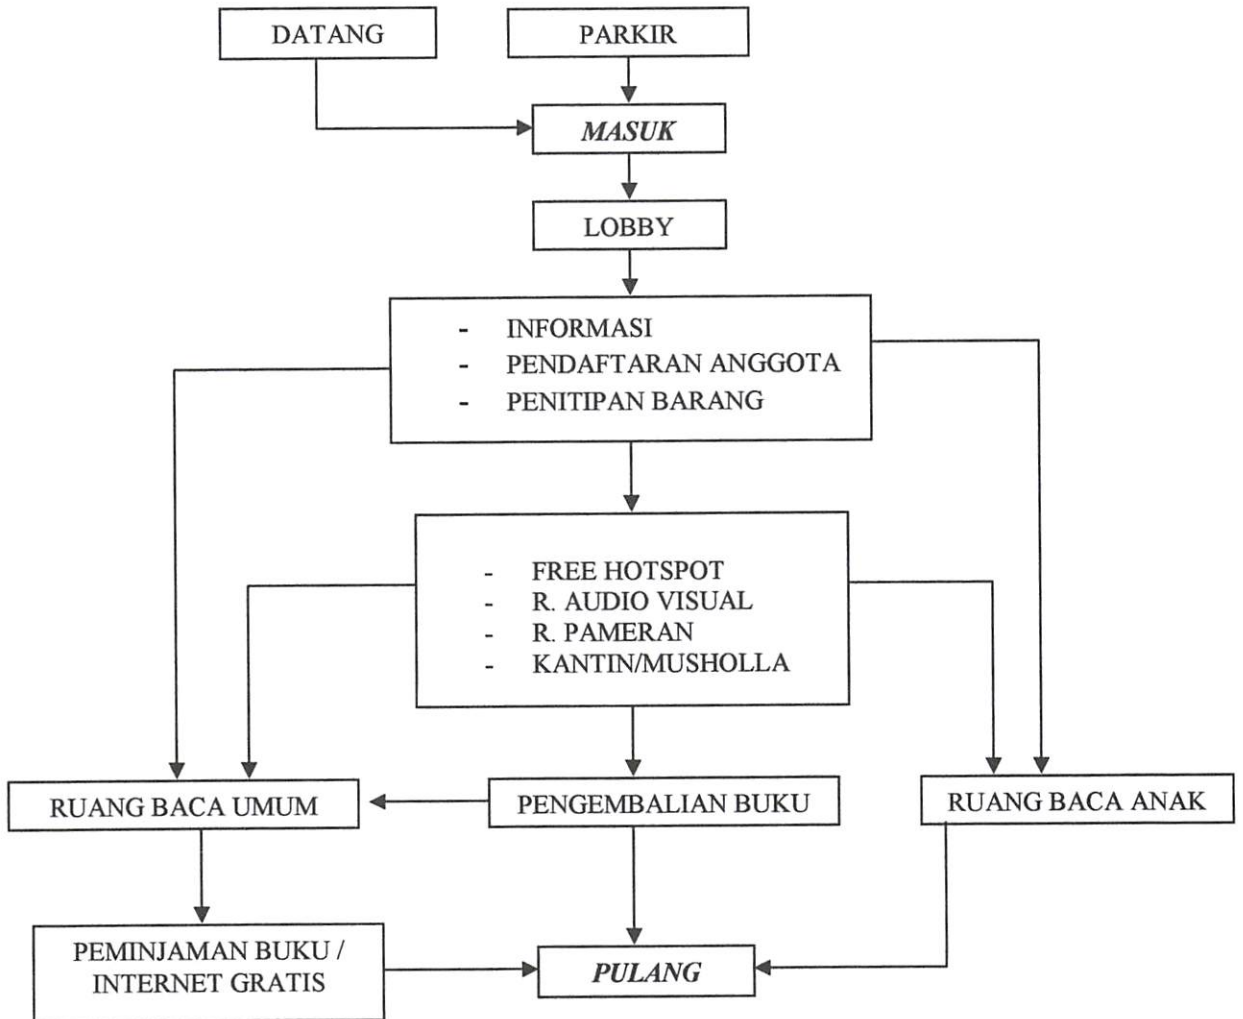 DATANG
PARKIR
MASUK
LOBBY
- INFORMASI
- PENDAFTARAN ANGGOTA
- PENITIPAN BARANG
- FREE HOTSPOT
- R. AUDIO VISUAL
- R. PAMERAN
- KANTIN/MUSHOLLA
RUANG BACA UMUM
PENGEMBALIAN BUKU
RUANG BACA ANAK
PEMINJAMAN BUKU /
INTERNET GRATIS
PULANG